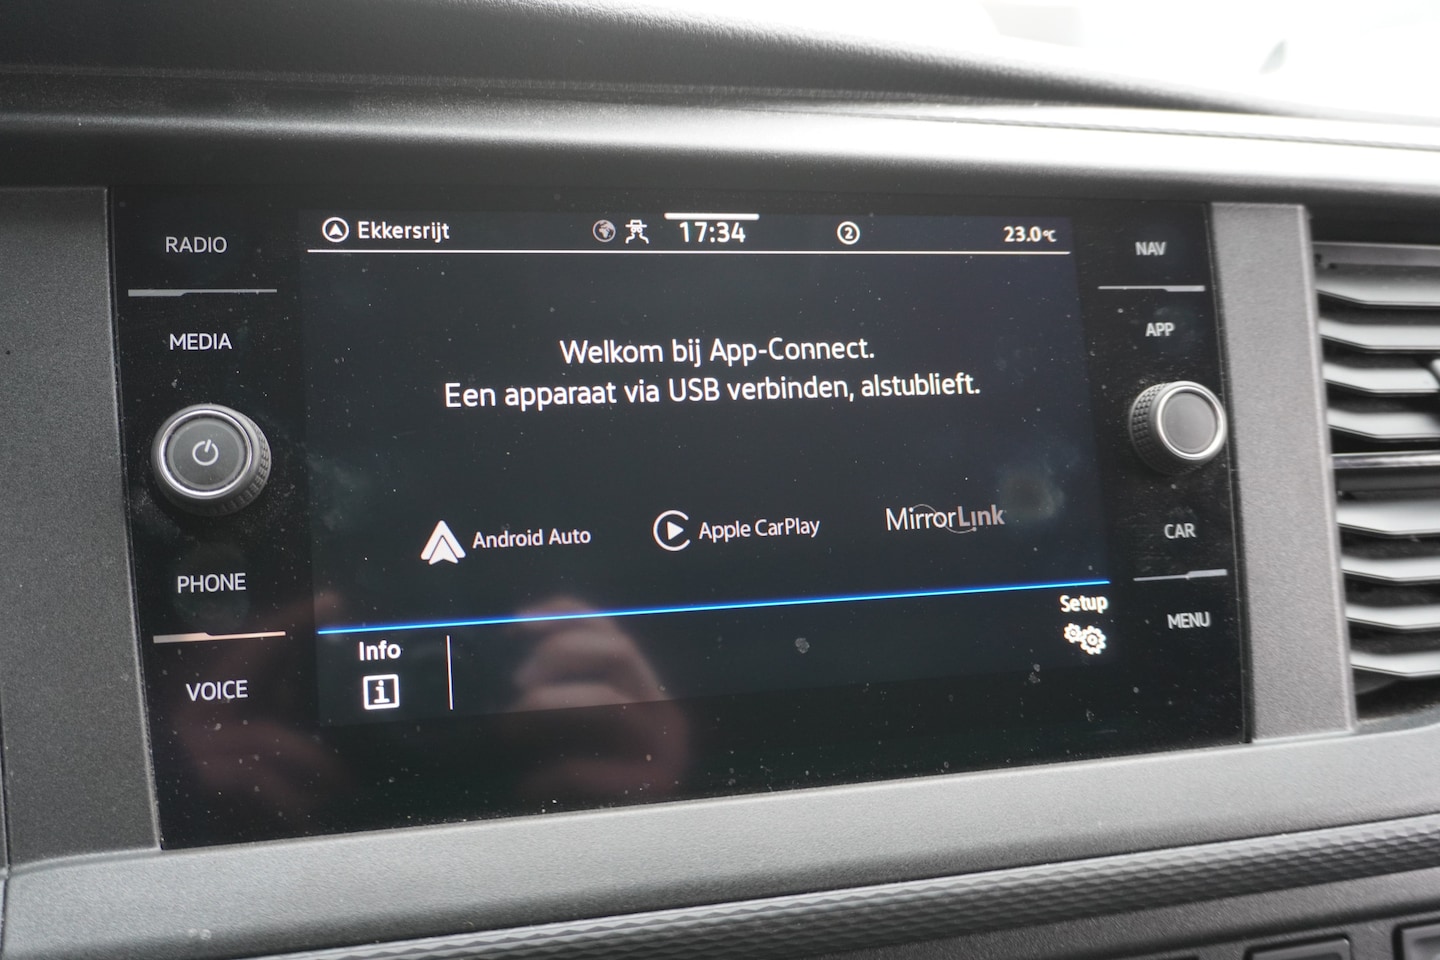 RADIO
MEDIA
PHONE
VOICE
Ekkersrijt
17:34
2
23.0°C
Welkom bij App-Connect.
Een apparaat via USB verbinden, alstublieft.
Android Auto
Apple CarPlay
MirrorLink
Info
i
Setup
NAV
APP
CAR
MENU